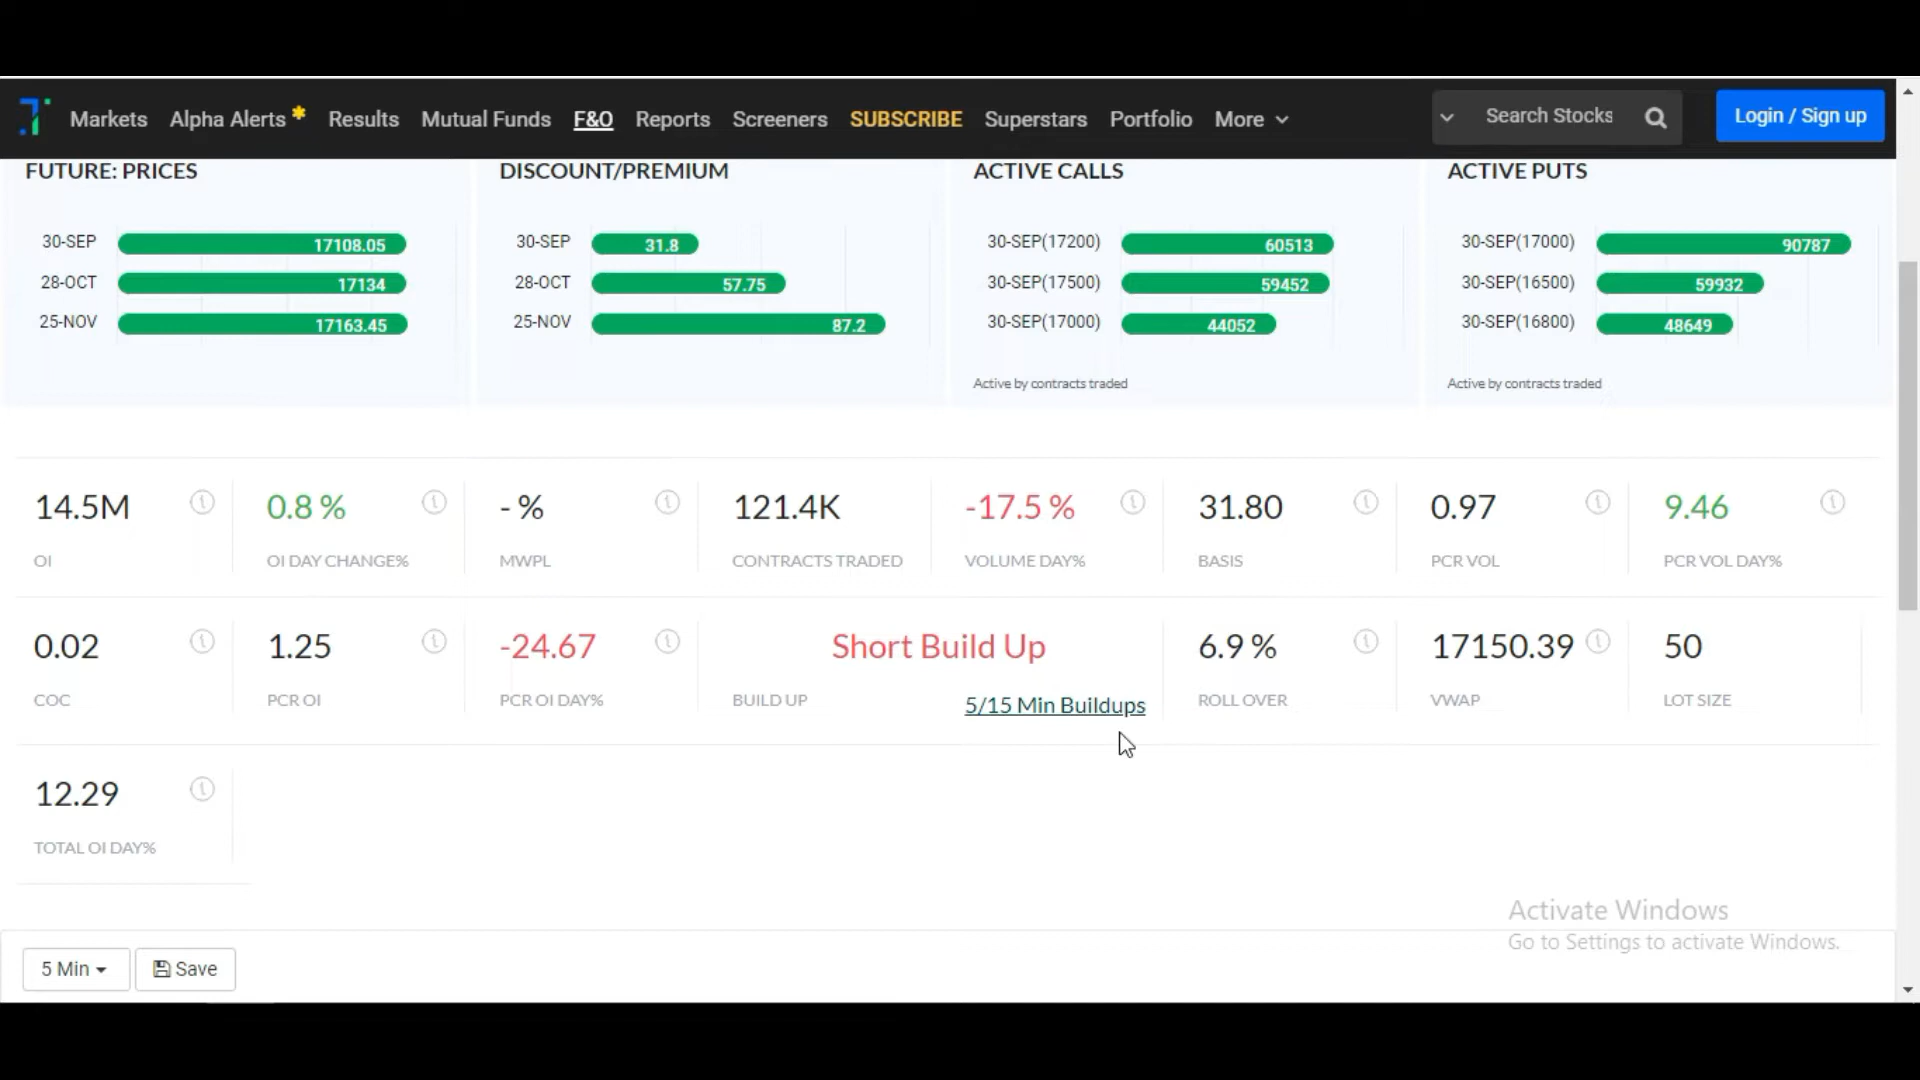 Markets Alpha Alerts * Results Mutual Funds F&O Reports Screeners SUBSCRIBE Superstars Portfolio More Search Stocks Login / Sign up
FUTURE: PRICES
30-SEP 17108.05
28-OCT 17134
25-NOV 17163.45
DISCOUNT/PREMIUM
30-SEP 31.8
28-OCT 57.75
25-NOV 87.2
ACTIVE CALLS
30-SEP(17200) 60513
30-SEP(17500) 59452
30-SEP(17000) 44052
Active by contracts traded
ACTIVE PUTS
30-SEP(17000) 90787
30-SEP(16500) 59932
30-SEP(16800) 48649
Active by contracts traded
14.5M 0.8 % - % 121.4K -17.5 % 31.80 0.97 9.46
OI OI DAY CHANGE% MWPL CONTRACTS TRADED VOLUME DAY% BASIS PCR VOL PCR VOL DAY%
0.02 1.25 -24.67 Short Build Up 6.9 % 17150.39 50
COC PCR OI PCR OI DAY% BUILD UP 5/15 Min Buildups ROLL OVER VWAP LOT SIZE
12.29
TOTAL OI DAY%
Activate Windows
Go to Settings to activate Windows.
5 Min Save